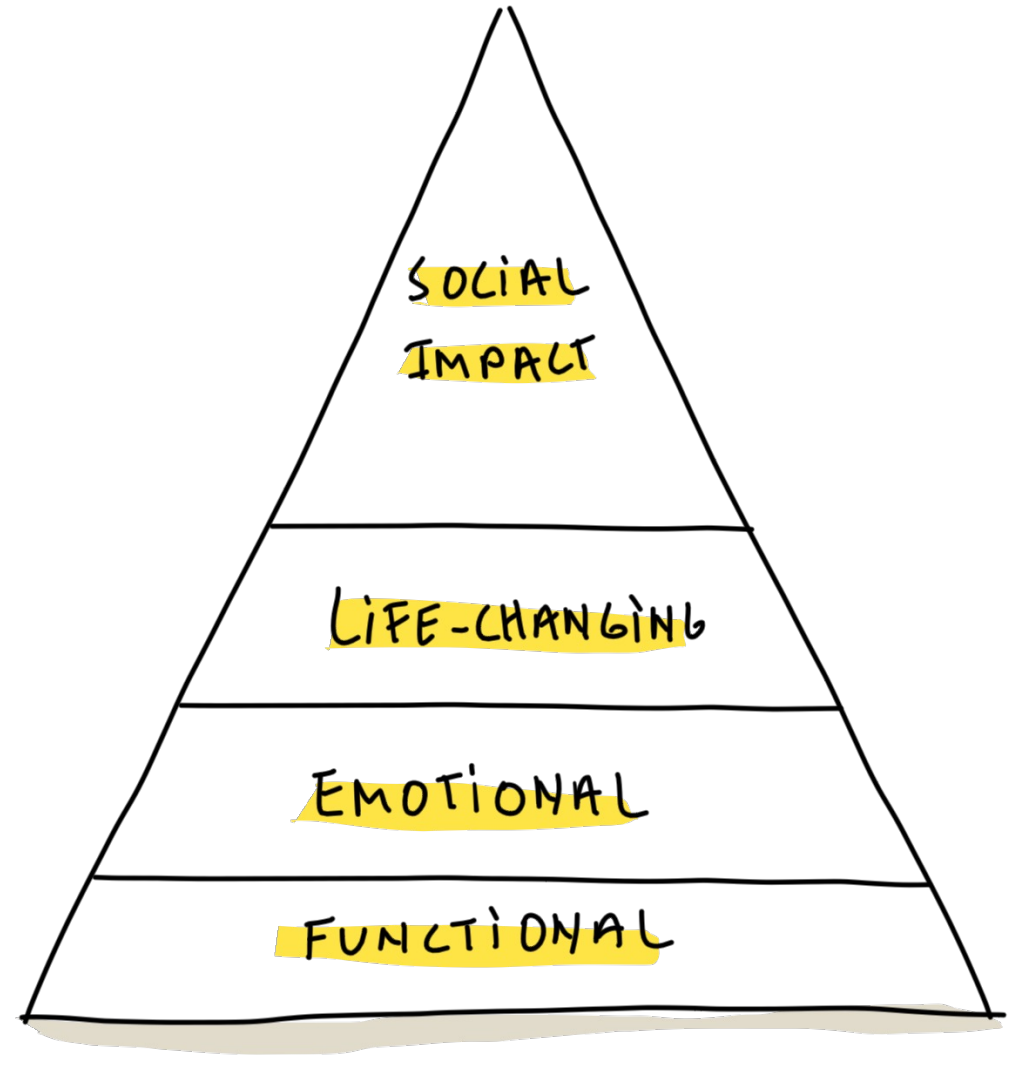 SOCiAL
IMPACT
LiFE-CHANGiNG
EMOTiONAL
FUNCTiONAL